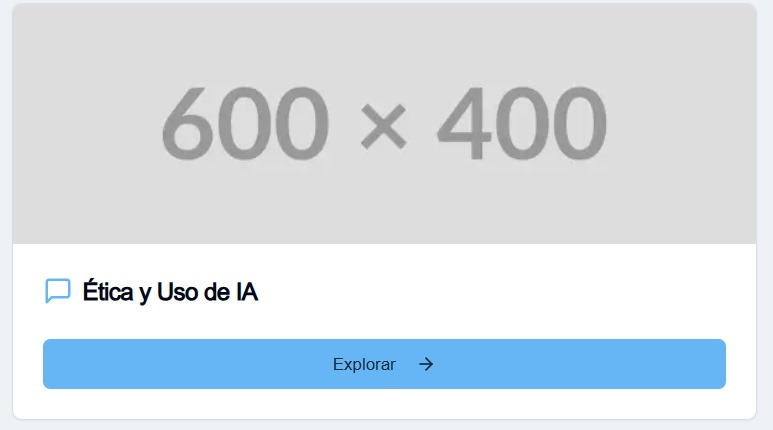 600 × 400
Ética y Uso de IA
Explorar